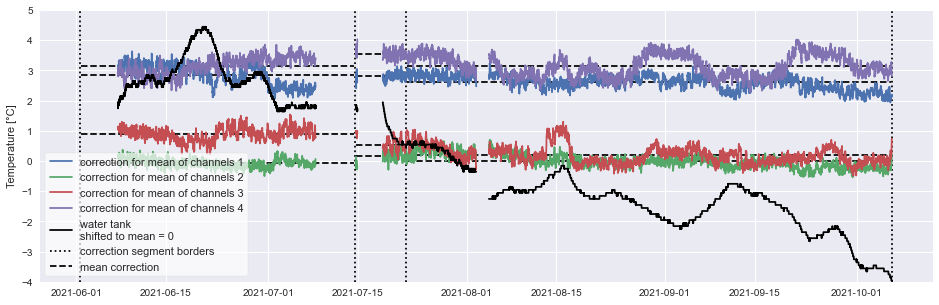 5
4
3
2
1
0
−1
−2
−3
−4
Temperature [°C]
correction for mean of channels 1
correction for mean of channels 2
correction for mean of channels 3
correction for mean of channels 4
water tank
shifted to mean = 0
correction segment borders
mean correction
2021-06-01 2021-06-15 2021-07-01 2021-07-15 2021-08-01 2021-08-15 2021-09-01 2021-09-15 2021-10-01